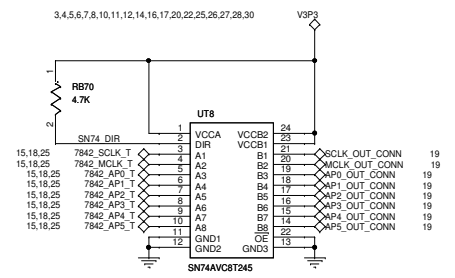 3,4,5,6,7,8,10,11,12,14,16,17,20,22,25,26,27,28,30 V3P3
1
RB70
4.7K
2
UT8
1 VCCA VCCB2 24
SN74_DIR 2 DIR VCCB1 23
15,18,25 7842_SCLK_T 3 A1 B1 21 SCLK_OUT_CONN 19
15,18,25 7842_MCLK_T 4 A2 B2 20 MCLK_OUT_CONN 19
15,18,25 7842_AP0_T 5 A3 B3 19 AP0_OUT_CONN 19
15,18,25 7842_AP1_T 6 A4 B4 18 AP1_OUT_CONN 19
15,18,25 7842_AP2_T 7 A5 B5 17 AP2_OUT_CONN 19
15,18,25 7842_AP3_T 8 A6 B6 16 AP3_OUT_CONN 19
15,18,25 7842_AP4_T 9 A7 B7 15 AP4_OUT_CONN 19
15,18,25 7842_AP5_T 10 A8 B8 14 AP5_OUT_CONN 19
11 GND1 OE 22
12 GND2 GND3 13
SN74AVC8T245